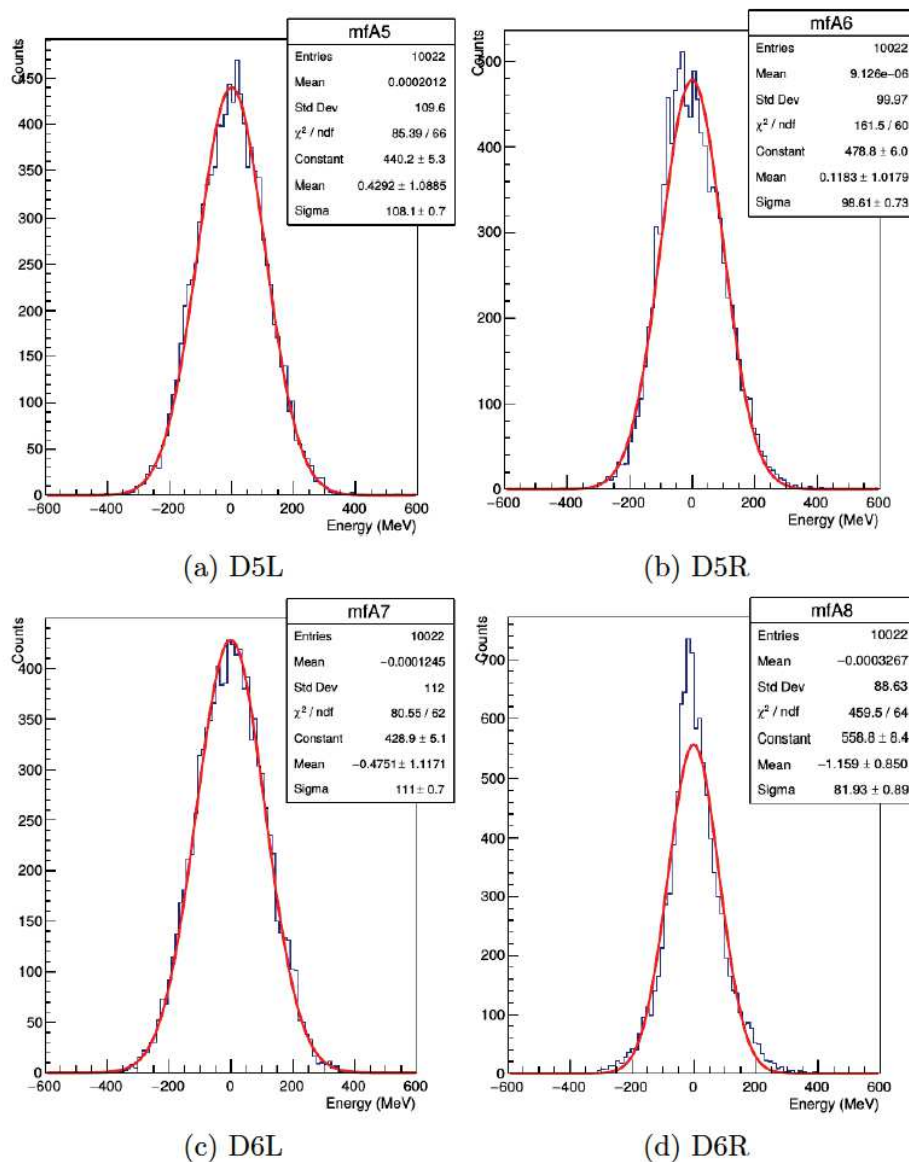 mfA5
Entries 10022
Mean 0.0002012
Std Dev 109.6
χ² / ndf 85.39 / 66
Constant 440.2 ± 5.3
Mean 0.4292 ± 1.0885
Sigma 108.1 ± 0.7
Counts
450
400
350
300
250
200
150
100
50
0
−600 −400 −200 0 200 400 600
Energy (MeV)
(a) D5L
mfA6
Entries 10022
Mean 9.126e−06
Std Dev 99.97
χ² / ndf 161.5 / 60
Constant 478.8 ± 6.0
Mean 0.1183 ± 1.0179
Sigma 98.61 ± 0.73
Counts
500
400
300
200
100
0
−600 −400 −200 0 200 400 600
Energy (MeV)
(b) D5R
mfA7
Entries 10022
Mean −0.0001245
Std Dev 112
χ² / ndf 80.55 / 62
Constant 428.9 ± 5.1
Mean −0.4751 ± 1.1171
Sigma 111 ± 0.7
Counts
400
350
300
250
200
150
100
50
0
−600 −400 −200 0 200 400 600
Energy (MeV)
(c) D6L
mfA8
Entries 10022
Mean −0.0003267
Std Dev 88.63
χ² / ndf 459.5 / 64
Constant 558.8 ± 8.4
Mean −1.159 ± 0.850
Sigma 81.93 ± 0.89
Counts
700
600
500
400
300
200
100
0
−600 −400 −200 0 200 400 600
Energy (MeV)
(d) D6R